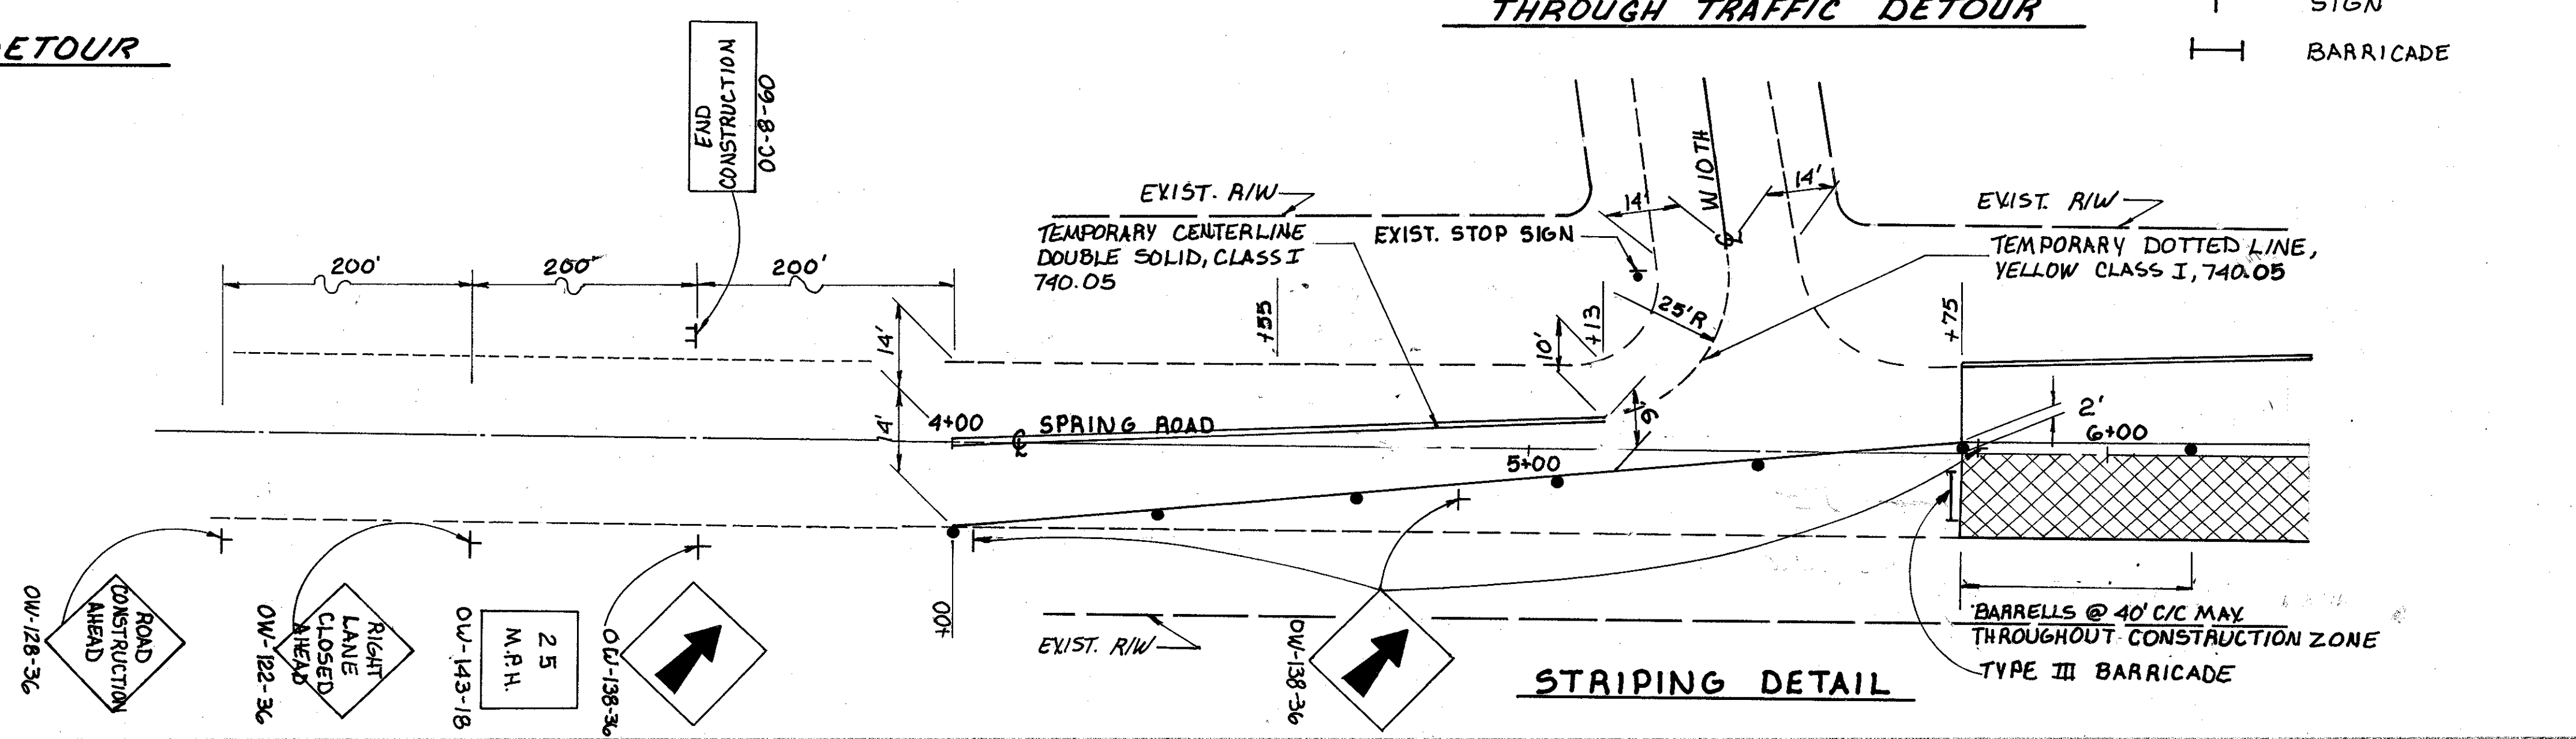 THROUGH TRAFFIC DETOUR
SIGN
BARRICADE
DETOUR
END
CONSTRUCTION
OC-8-60
200'
200'
200'
EXIST. R/W
TEMPORARY CENTERLINE
DOUBLE SOLID, CLASS I
740.05
EXIST. STOP SIGN
14'
W 10TH
14'
℄
EXIST. R/W
TEMPORARY DOTTED LINE,
YELLOW CLASS I, 740.05
+55
+13
25'R
+75
10'
14'
14'
4+00
℄
SPRING ROAD
5+00
2'
6+00
+00
ROAD
CONSTRUCTION
AHEAD
OW-128-36
RIGHT
LANE
CLOSED
AHEAD
OW-122-36
25
M.P.H.
OW-143-18
OW-138-36
EXIST. R/W
OW-138-36
BARRELLS @ 40' C/C MAX
THROUGHOUT CONSTRUCTION ZONE
TYPE III BARRICADE
STRIPING DETAIL